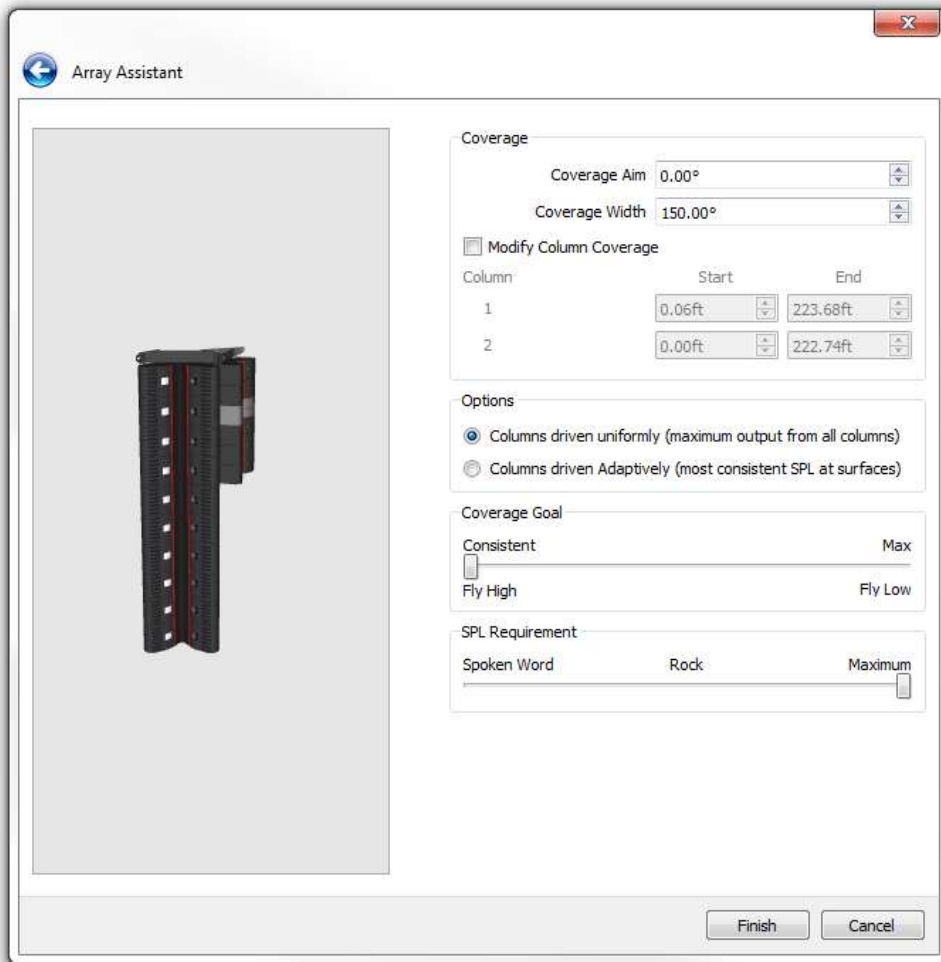 Array Assistant
Coverage
Coverage Aim 0.00°
Coverage Width 150.00°
Modify Column Coverage
Column Start End
1 0.06ft 223.68ft
2 0.00ft 222.74ft
Options
Columns driven uniformly (maximum output from all columns)
Columns driven Adaptively (most consistent SPL at surfaces)
Coverage Goal
Consistent Max
Fly High Fly Low
SPL Requirement
Spoken Word Rock Maximum
Finish Cancel